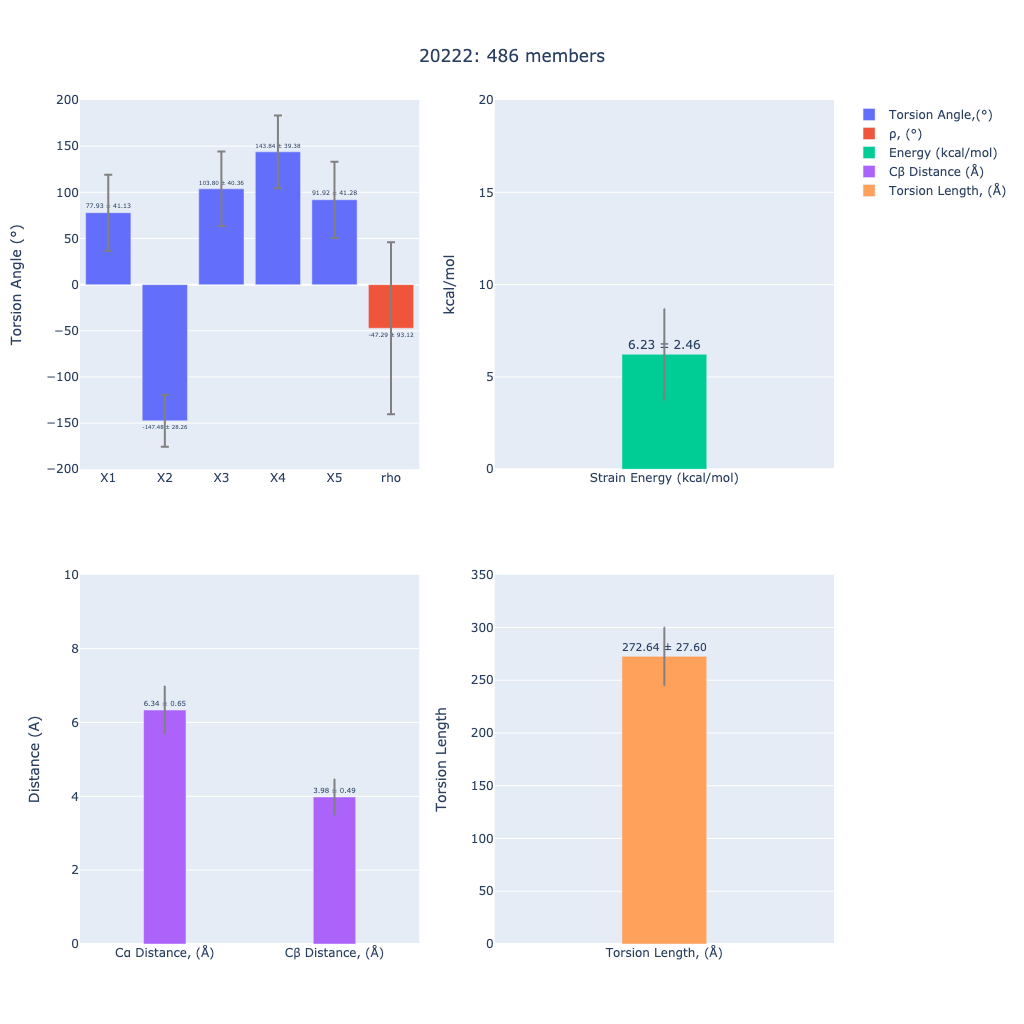 20222: 486 members
Torsion Angle (°)
200
150
100
50
0
−50
−100
−150
−200
77.93 ± 41.13
-147.48 ± 28.26
103.80 ± 40.36
143.84 ± 39.38
91.92 ± 41.28
-47.29 ± 93.12
X1 X2 X3 X4 X5 rho
kcal/mol
20
15
10
5
0
6.23 ± 2.46
Strain Energy (kcal/mol)
Torsion Angle,(°)
ρ, (°)
Energy (kcal/mol)
Cβ Distance (Å)
Torsion Length, (Å)
Distance (A)
10
8
6
4
2
0
6.34 ± 0.65
3.98 ± 0.49
Cα Distance, (Å) Cβ Distance, (Å)
Torsion Length
350
300
250
200
150
100
50
0
272.64 ± 27.60
Torsion Length, (Å)